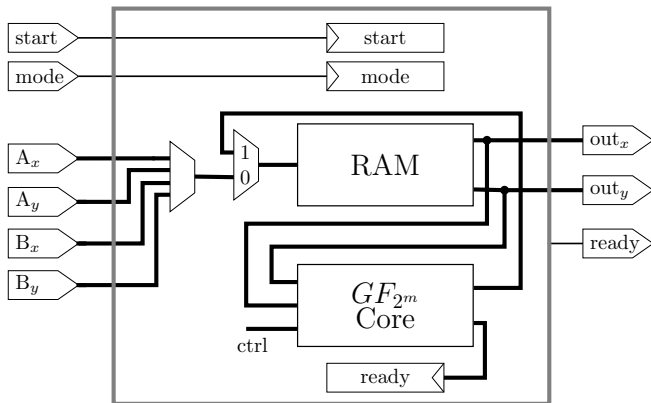 start
start
mode
mode
A_x
A_y
B_x
B_y
1
0
RAM
out_x
out_y
ready
GF_{2^m}
Core
ctrl
ready